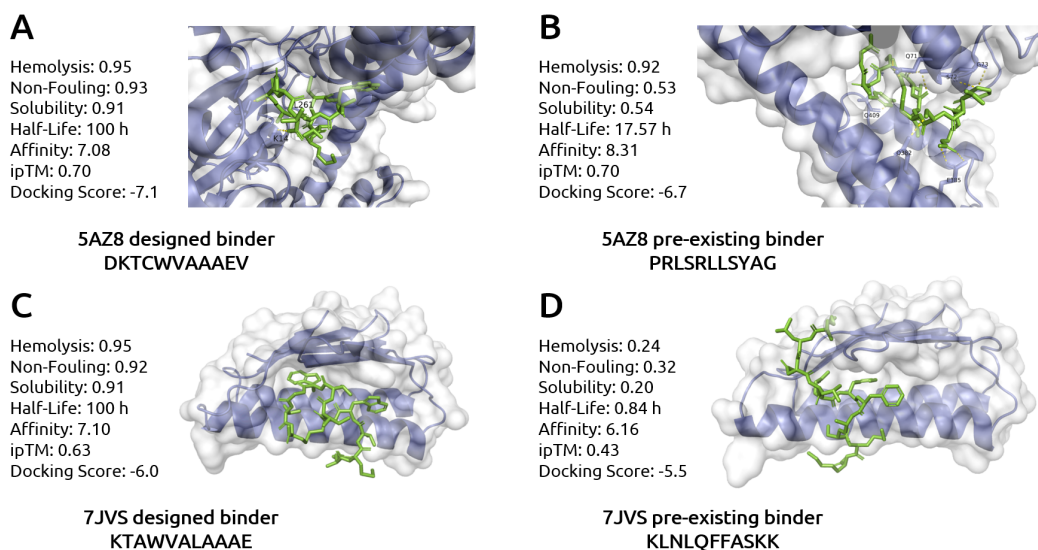 A
Hemolysis: 0.95
Non-Fouling: 0.93
Solubility: 0.91
Half-Life: 100 h
Affinity: 7.08
ipTM: 0.70
Docking Score: -7.1
L261
K14
5AZ8 designed binder
DKTCWVAAAEV
B
Hemolysis: 0.92
Non-Fouling: 0.53
Solubility: 0.54
Half-Life: 17.57 h
Affinity: 8.31
ipTM: 0.70
Docking Score: -6.7
Q409
5AZ8 pre-existing binder
PRLSRLLSYAG
C
Hemolysis: 0.95
Non-Fouling: 0.92
Solubility: 0.91
Half-Life: 100 h
Affinity: 7.10
ipTM: 0.63
Docking Score: -6.0
7JVS designed binder
KTAWVALAAAE
D
Hemolysis: 0.24
Non-Fouling: 0.32
Solubility: 0.20
Half-Life: 0.84 h
Affinity: 6.16
ipTM: 0.43
Docking Score: -5.5
7JVS pre-existing binder
KLNLQFFASKK